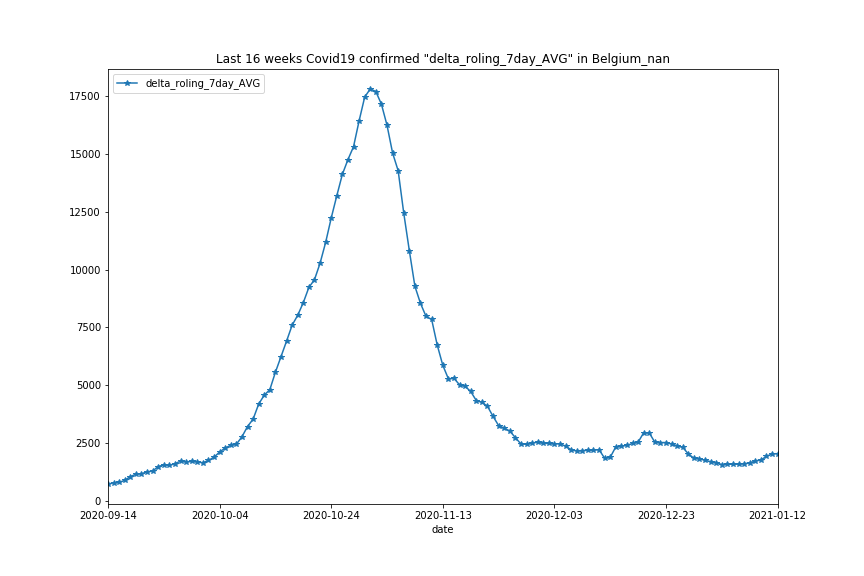 Last 16 weeks Covid19 confirmed "delta_roling_7day_AVG" in Belgium_nan
delta_roling_7day_AVG
17500
15000
12500
10000
7500
5000
2500
0
2020-09-14 2020-10-04 2020-10-24 2020-11-13 2020-12-03 2020-12-23 2021-01-12
date